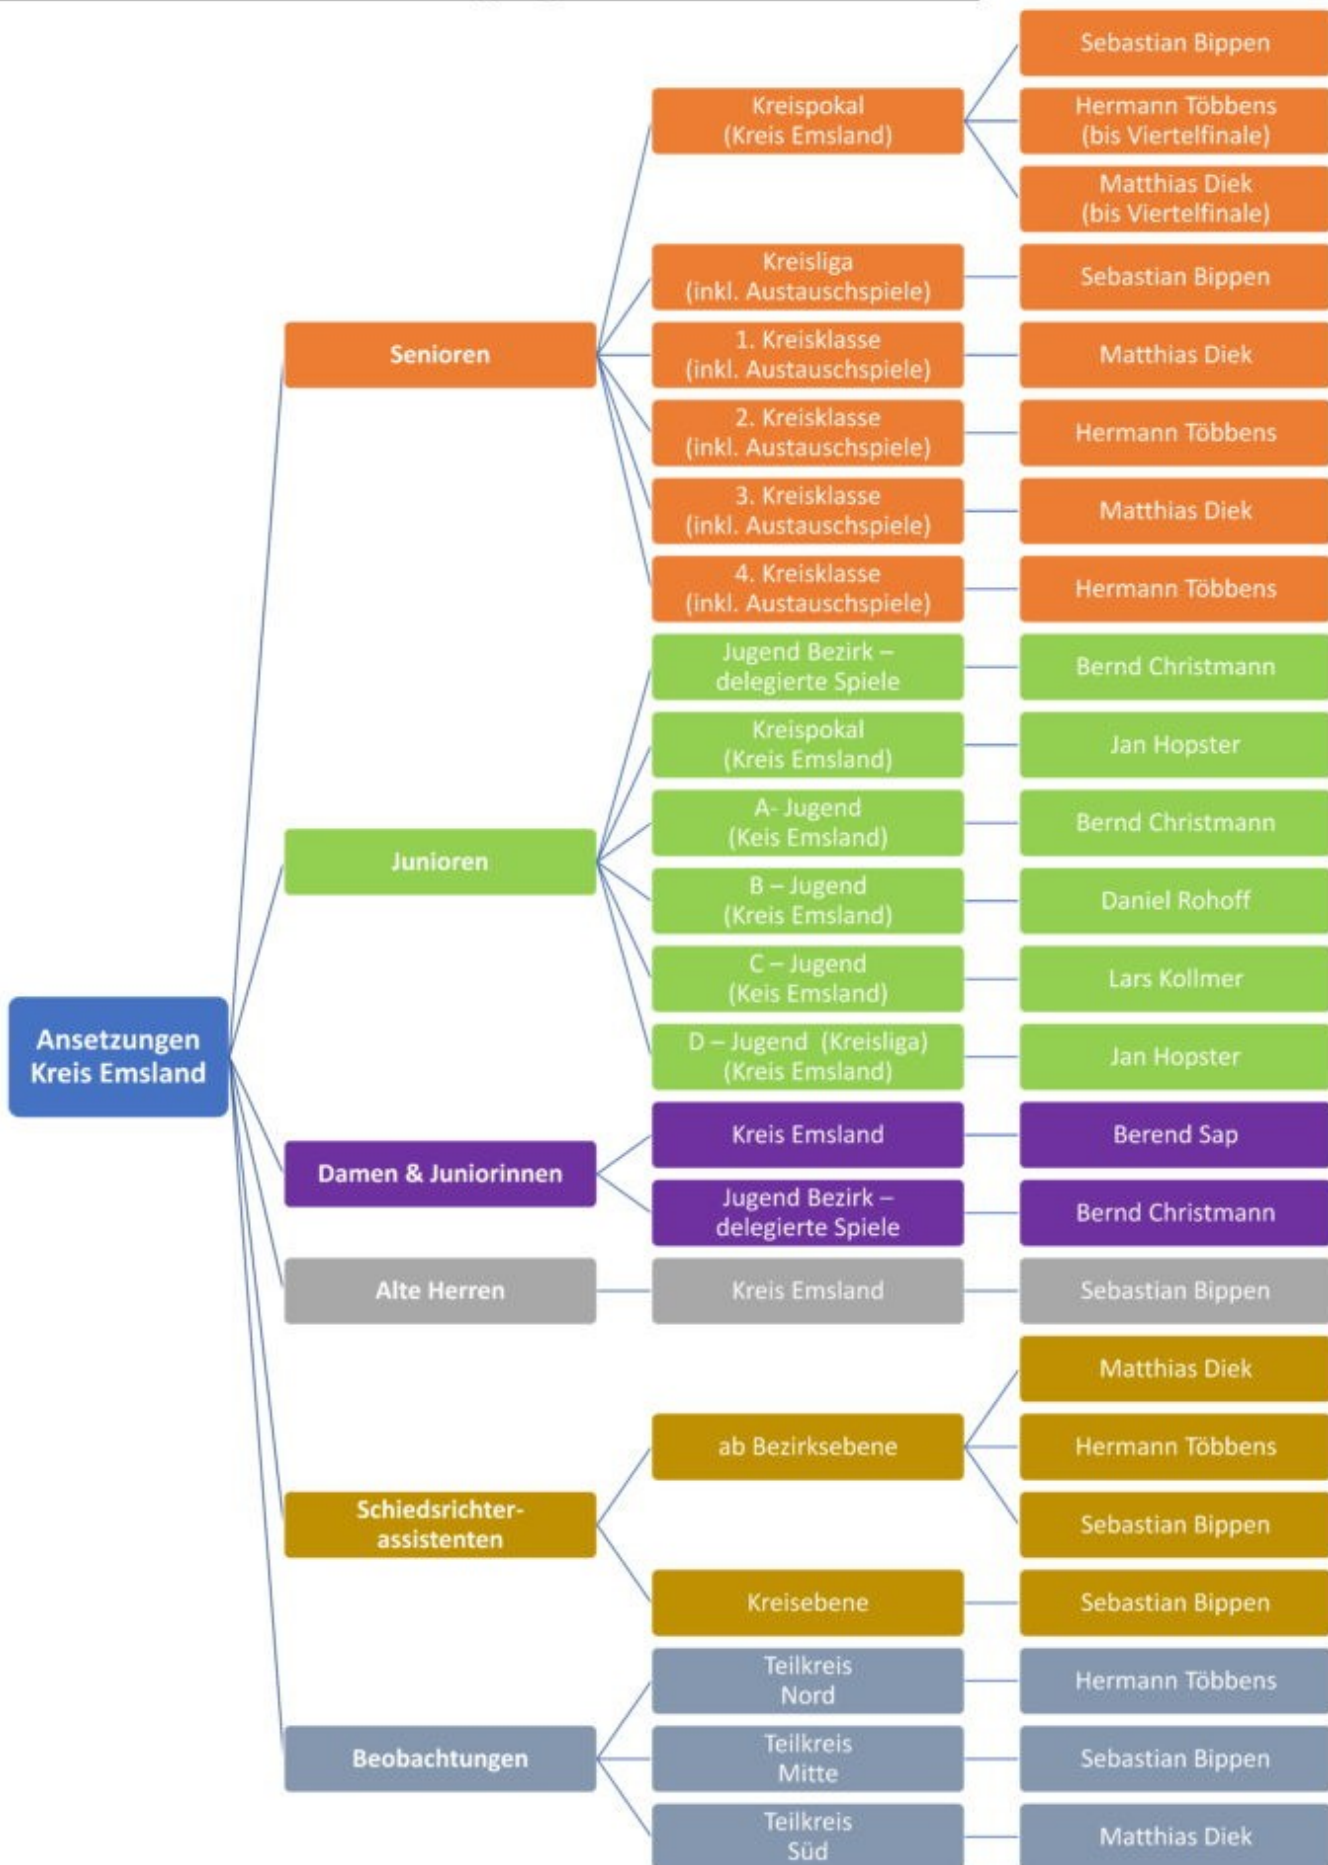 Ansetzungen
Kreis Emsland
Senioren
Kreispokal
(Kreis Emsland)
Sebastian Bippen
Hermann Többens
(bis Viertelfinale)
Matthias Diek
(bis Viertelfinale)
Kreisliga
(inkl. Austauschspiele)
Sebastian Bippen
1. Kreisklasse
(inkl. Austauschspiele)
Matthias Diek
2. Kreisklasse
(inkl. Austauschspiele)
Hermann Többens
3. Kreisklasse
(inkl. Austauschspiele)
Matthias Diek
4. Kreisklasse
(inkl. Austauschspiele)
Hermann Többens
Junioren
Jugend Bezirk –
delegierte Spiele
Bernd Christmann
Kreispokal
(Kreis Emsland)
Jan Hopster
A- Jugend
(Keis Emsland)
Bernd Christmann
B – Jugend
(Kreis Emsland)
Daniel Rohoff
C – Jugend
(Keis Emsland)
Lars Kollmer
D – Jugend (Kreisliga)
(Kreis Emsland)
Jan Hopster
Damen & Juniorinnen
Kreis Emsland
Berend Sap
Jugend Bezirk –
delegierte Spiele
Bernd Christmann
Alte Herren
Kreis Emsland
Sebastian Bippen
Schiedsrichter-
assistenten
ab Bezirksebene
Matthias Diek
Hermann Többens
Sebastian Bippen
Kreisebene
Sebastian Bippen
Beobachtungen
Teilkreis
Nord
Hermann Többens
Teilkreis
Mitte
Sebastian Bippen
Teilkreis
Süd
Matthias Diek